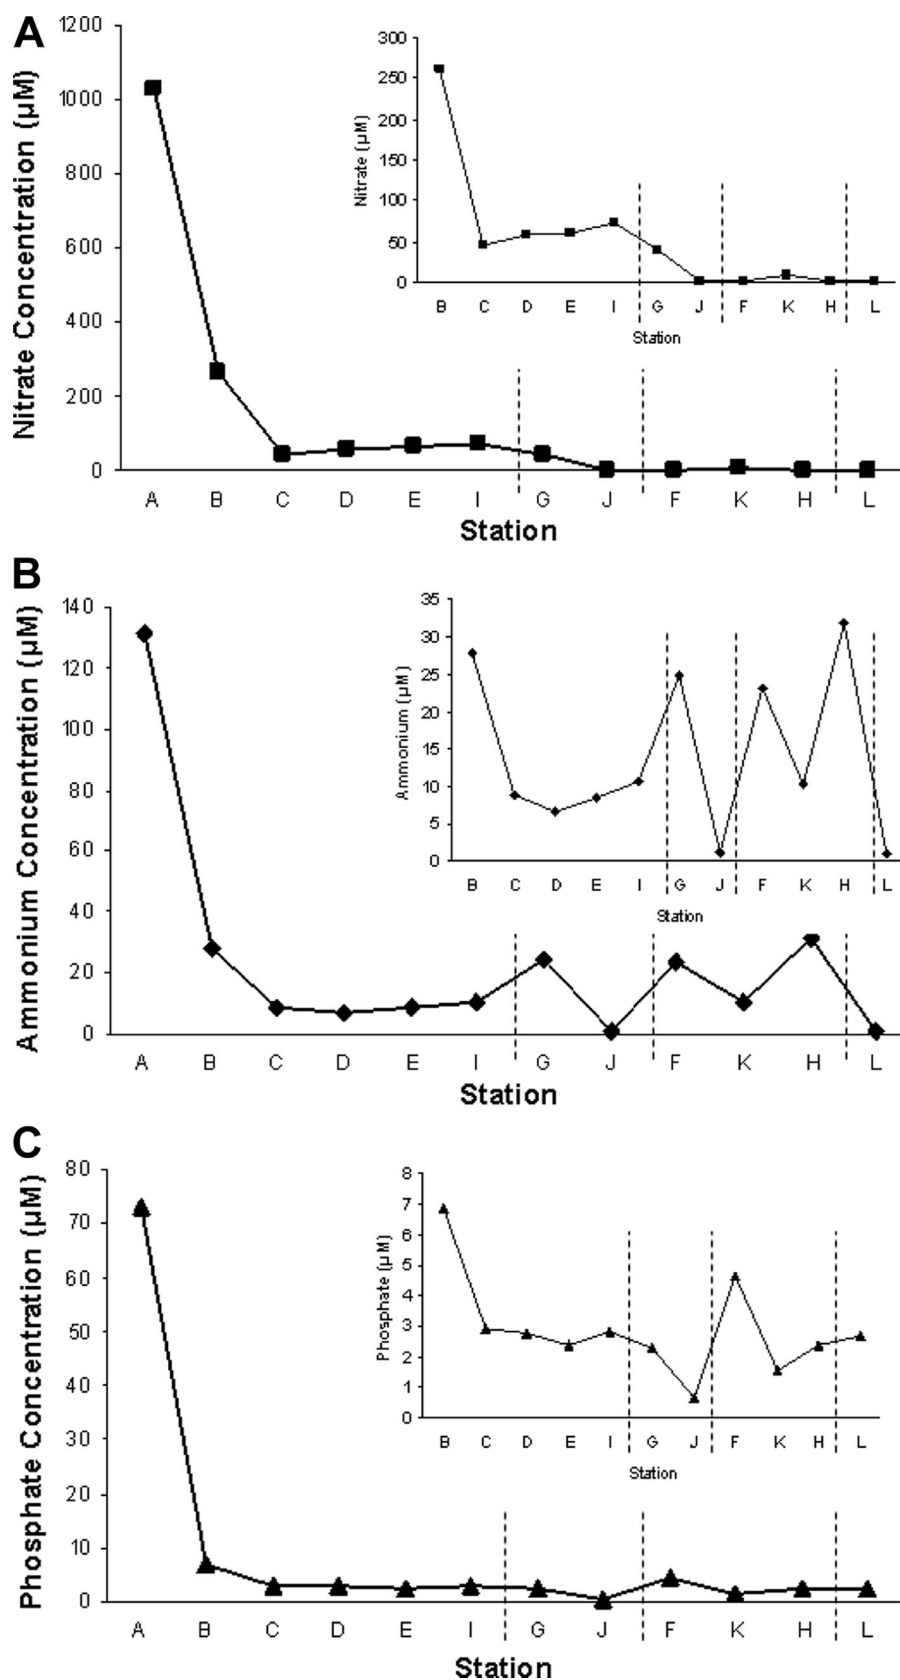 A
Nitrate Concentration (µM)
1200
1000
800
600
400
200
0
A B C D E I G J F K H L
Station
Nitrate (µM)
300
250
200
150
100
50
0
B C D E I G J F K H L
Station
B
Ammonium Concentration (µM)
140
120
100
80
60
40
20
0
A B C D E I G J F K H L
Station
Ammonium (µM)
35
30
25
20
15
10
5
0
B C D E I G J F K H L
Station
C
Phosphate Concentration (µM)
80
70
60
50
40
30
20
10
0
A B C D E I G J F K H L
Station
Phosphate (µM)
8
7
6
5
4
3
2
1
0
B C D E I G J F K H L
Station